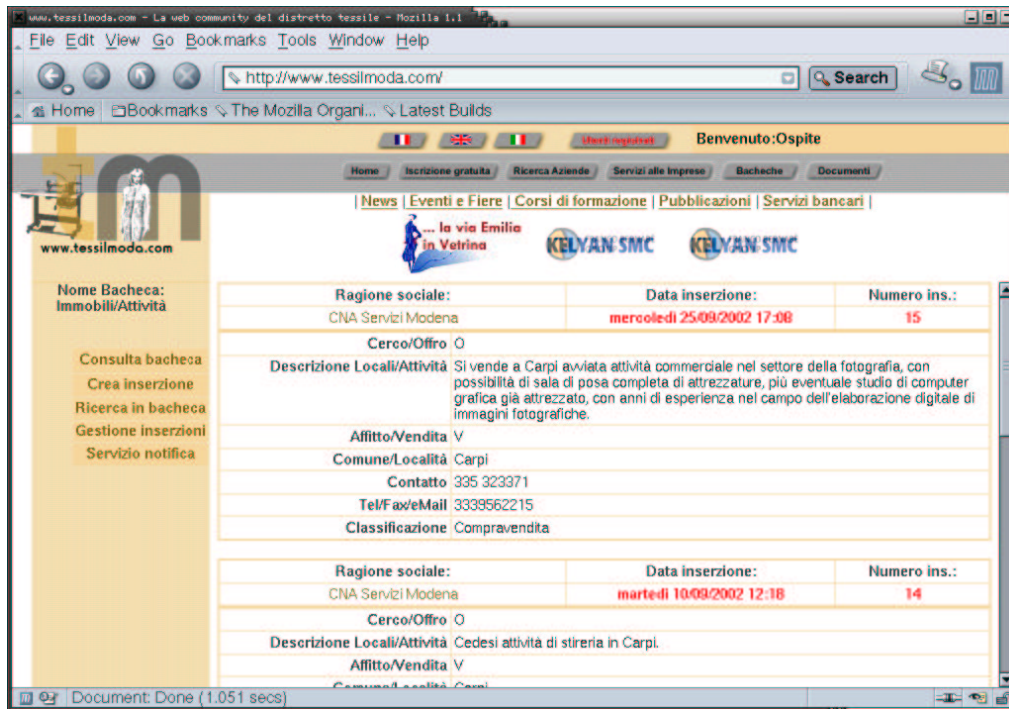 www.tessilmoda.com - La web community del distretto tessile - Mozilla 1.1
File Edit View Go Bookmarks Tools Window Help
http://www.tessilmoda.com/ Search
Home Bookmarks The Mozilla Organi... Latest Builds
Benvenuto:Ospite
Home Iscrizione gratuita Ricerca Aziende Servizi alle Imprese Bacheche Documenti
tm
| News | Eventi e Fiere | Corsi di formazione | Pubblicazioni | Servizi bancari |
... la via Emilia
in Vetrina
KELYAN SMC KELYAN SMC
www.tessilmoda.com
Nome Bacheca:
Immobili/Attività
Consulta bacheca
Crea inserzione
Ricerca in bacheca
Gestione inserzioni
Servizio notifica
Ragione sociale: Data inserzione: Numero ins.:
CNA Servizi Modena mercoledì 25/09/2002 17:08 15
Cerco/Offro O
Descrizione Locali/Attività Si vende a Carpi avviata attività commerciale nel settore della fotografia, con
possibilità di sala di posa completa di attrezzature, più eventuale studio di computer
grafica già attrezzato, con anni di esperienza nel campo dell'elaborazione digitale di
immagini fotografiche.
Affitto/Vendita V
Comune/Località Carpi
Contatto 335 323371
Tel/Fax/eMail 3339562215
Classificazione Compravendita
Ragione sociale: Data inserzione: Numero ins.:
CNA Servizi Modena martedì 10/09/2002 12:18 14
Cerco/Offro O
Descrizione Locali/Attività Cedesi attività di stireria in Carpi.
Affitto/Vendita V
Comune/Località Carpi
Document: Done (1.051 secs)